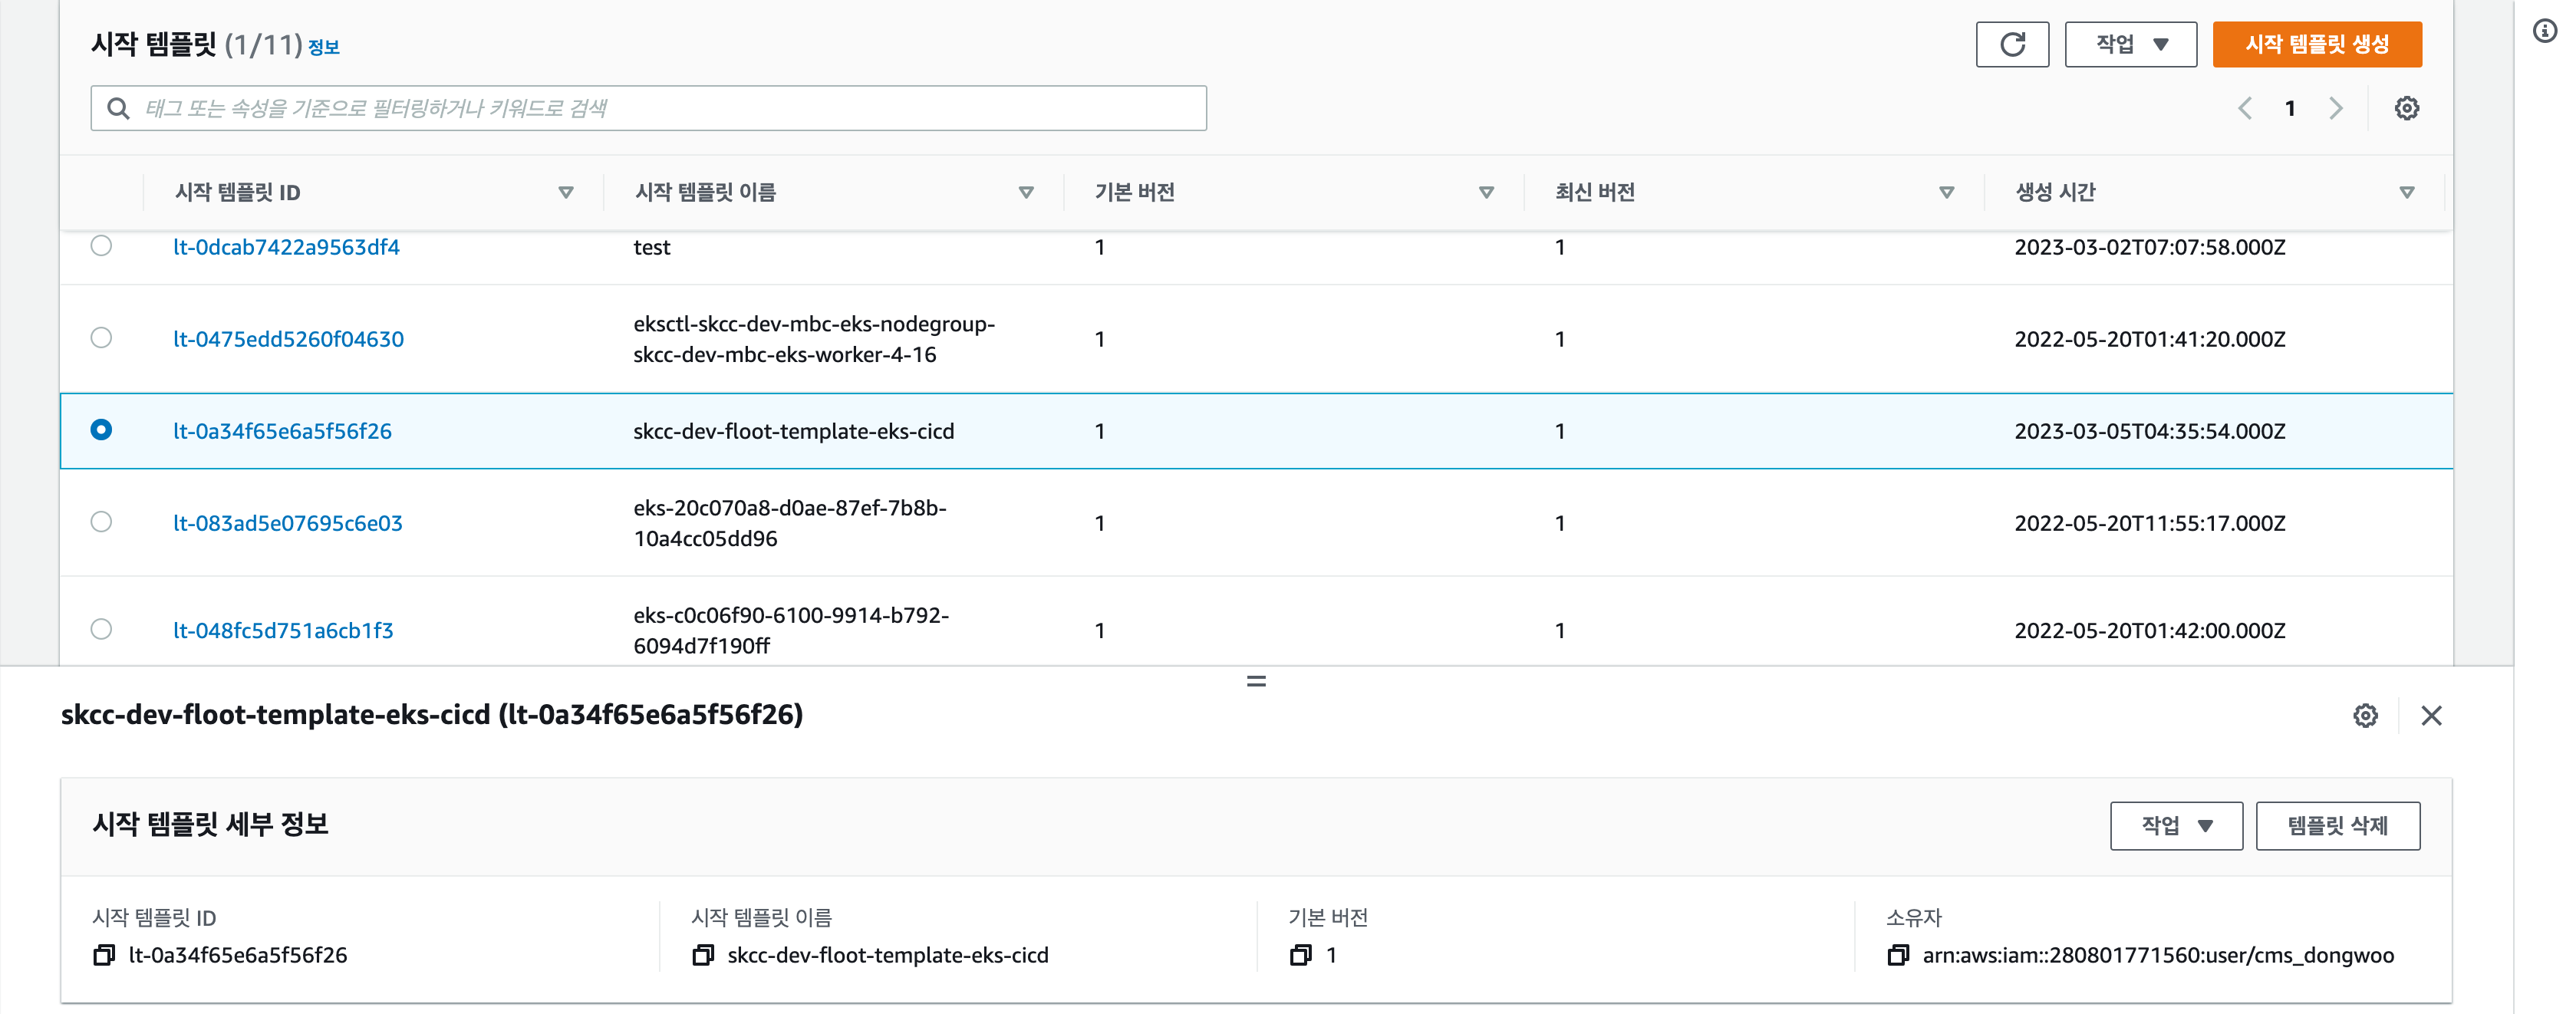 시작 템플릿 (1/11) 정보
작업
시작 템플릿 생성
태그 또는 속성을 기준으로 필터링하거나 키워드로 검색
1
시작 템플릿 ID
시작 템플릿 이름
기본 버전
최신 버전
생성 시간
lt-0dcab7422a9563df4
test
1
1
2023-03-02T07:07:58.000Z
lt-0475edd5260f04630
eksctl-skcc-dev-mbc-eks-nodegroup-
skcc-dev-mbc-eks-worker-4-16
1
1
2022-05-20T01:41:20.000Z
lt-0a34f65e6a5f56f26
skcc-dev-floot-template-eks-cicd
1
1
2023-03-05T04:35:54.000Z
lt-083ad5e07695c6e03
eks-20c070a8-d0ae-87ef-7b8b-
10a4cc05dd96
1
1
2022-05-20T11:55:17.000Z
lt-048fc5d751a6cb1f3
eks-c0c06f90-6100-9914-b792-
6094d7f190ff
1
1
2022-05-20T01:42:00.000Z
skcc-dev-floot-template-eks-cicd (lt-0a34f65e6a5f56f26)
시작 템플릿 세부 정보
작업
템플릿 삭제
시작 템플릿 ID
lt-0a34f65e6a5f56f26
시작 템플릿 이름
skcc-dev-floot-template-eks-cicd
기본 버전
1
소유자
arn:aws:iam::280801771560:user/cms_dongwoo